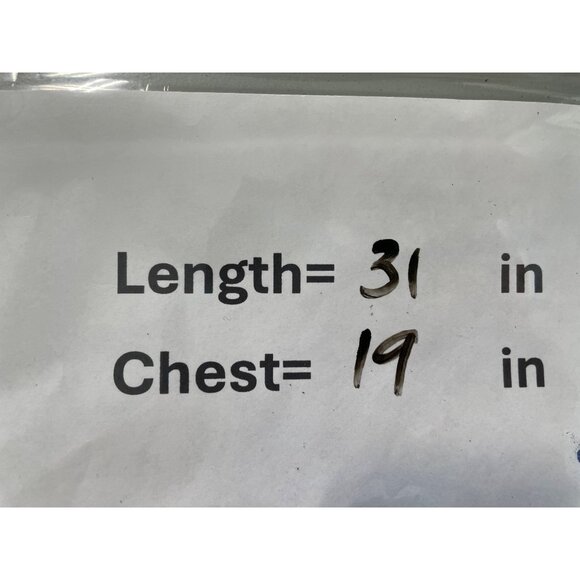 Length= 31 in
Chest= 19 in